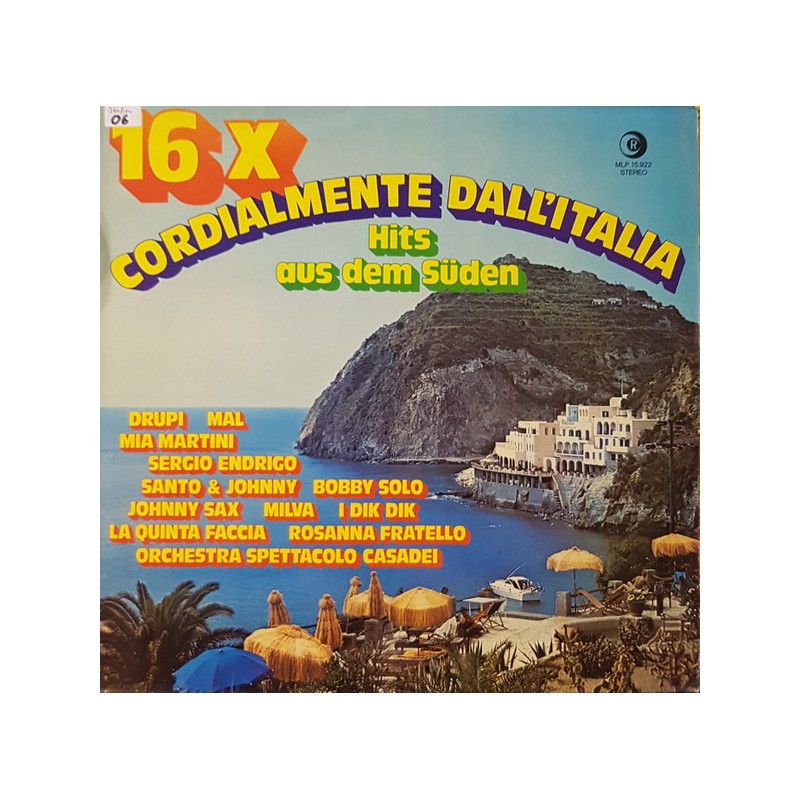 06
16 X
R
MLP 15.922
STEREO
CORDIALMENTE DALL'ITALIA
Hits
aus dem Süden
DRUPI MAL
MIA MARTINI
SERGIO ENDRIGO
SANTO & JOHNNY BOBBY SOLO
JOHNNY SAX MILVA I DIK DIK
LA QUINTA FACCIA ROSANNA FRATELLO
ORCHESTRA SPETTACOLO CASADEI